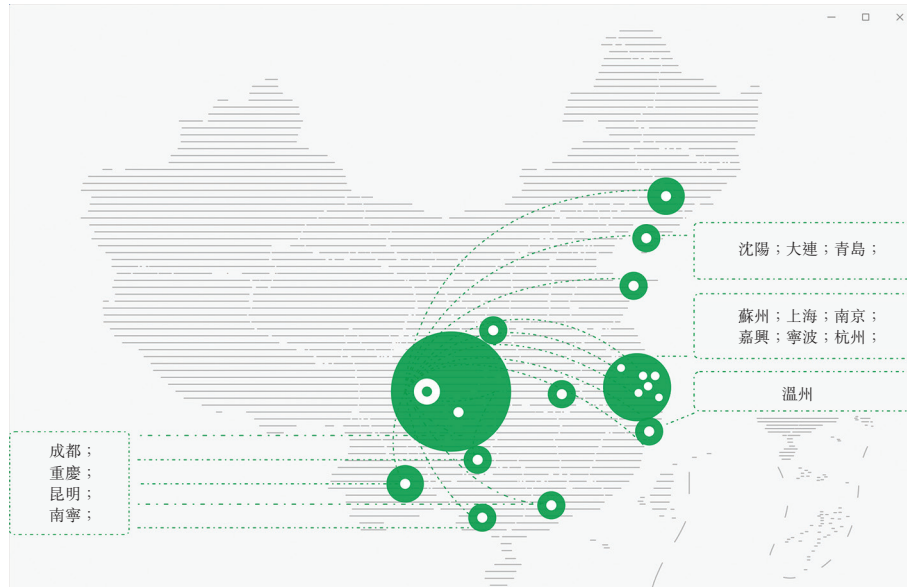 沈陽；大連；青島；
蘇州；上海；南京；
嘉興；寧波；杭州；
溫州
成都；
重慶；
昆明；
南寧；